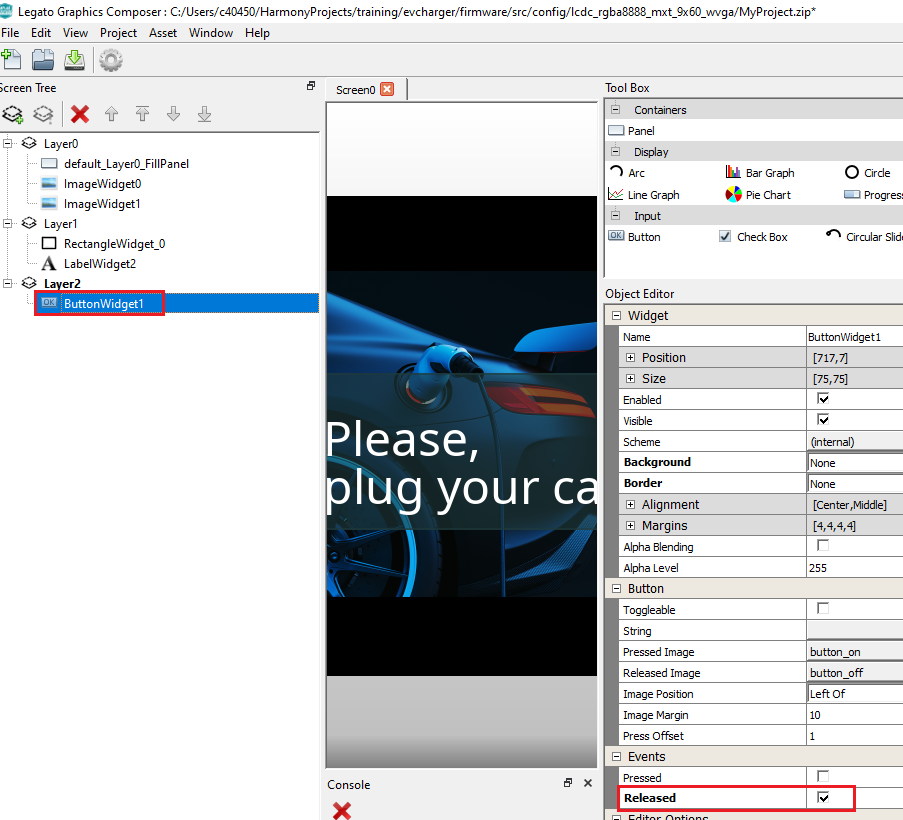 Legato Graphics Composer : C:/Users/c40450/HarmonyProjects/training/evcharger/firmware/src/config/lcdc_rgba8888_mxt_9x60_wvga/MyProject.zip*
File Edit View Project Asset Window Help
Screen Tree
Layer0
default_Layer0_FillPanel
ImageWidget0
ImageWidget1
Layer1
RectangleWidget_0
A LabelWidget2
Layer2
OK ButtonWidget1
Screen0
Please,
plug your ca
Console
Tool Box
Containers
Panel
Display
Arc Bar Graph Circle
Line Graph Pie Chart Progress
Input
OK Button Check Box Circular Slide
Object Editor
Widget
Name ButtonWidget1
Position [717,7]
Size [75,75]
Enabled
Visible
Scheme (internal)
Background None
Border None
Alignment [Center,Middle]
Margins [4,4,4,4]
Alpha Blending
Alpha Level 255
Button
Toggleable
String
Pressed Image button_on
Released Image button_off
Image Position Left Of
Image Margin 10
Press Offset 1
Events
Pressed
Released
Editor Options